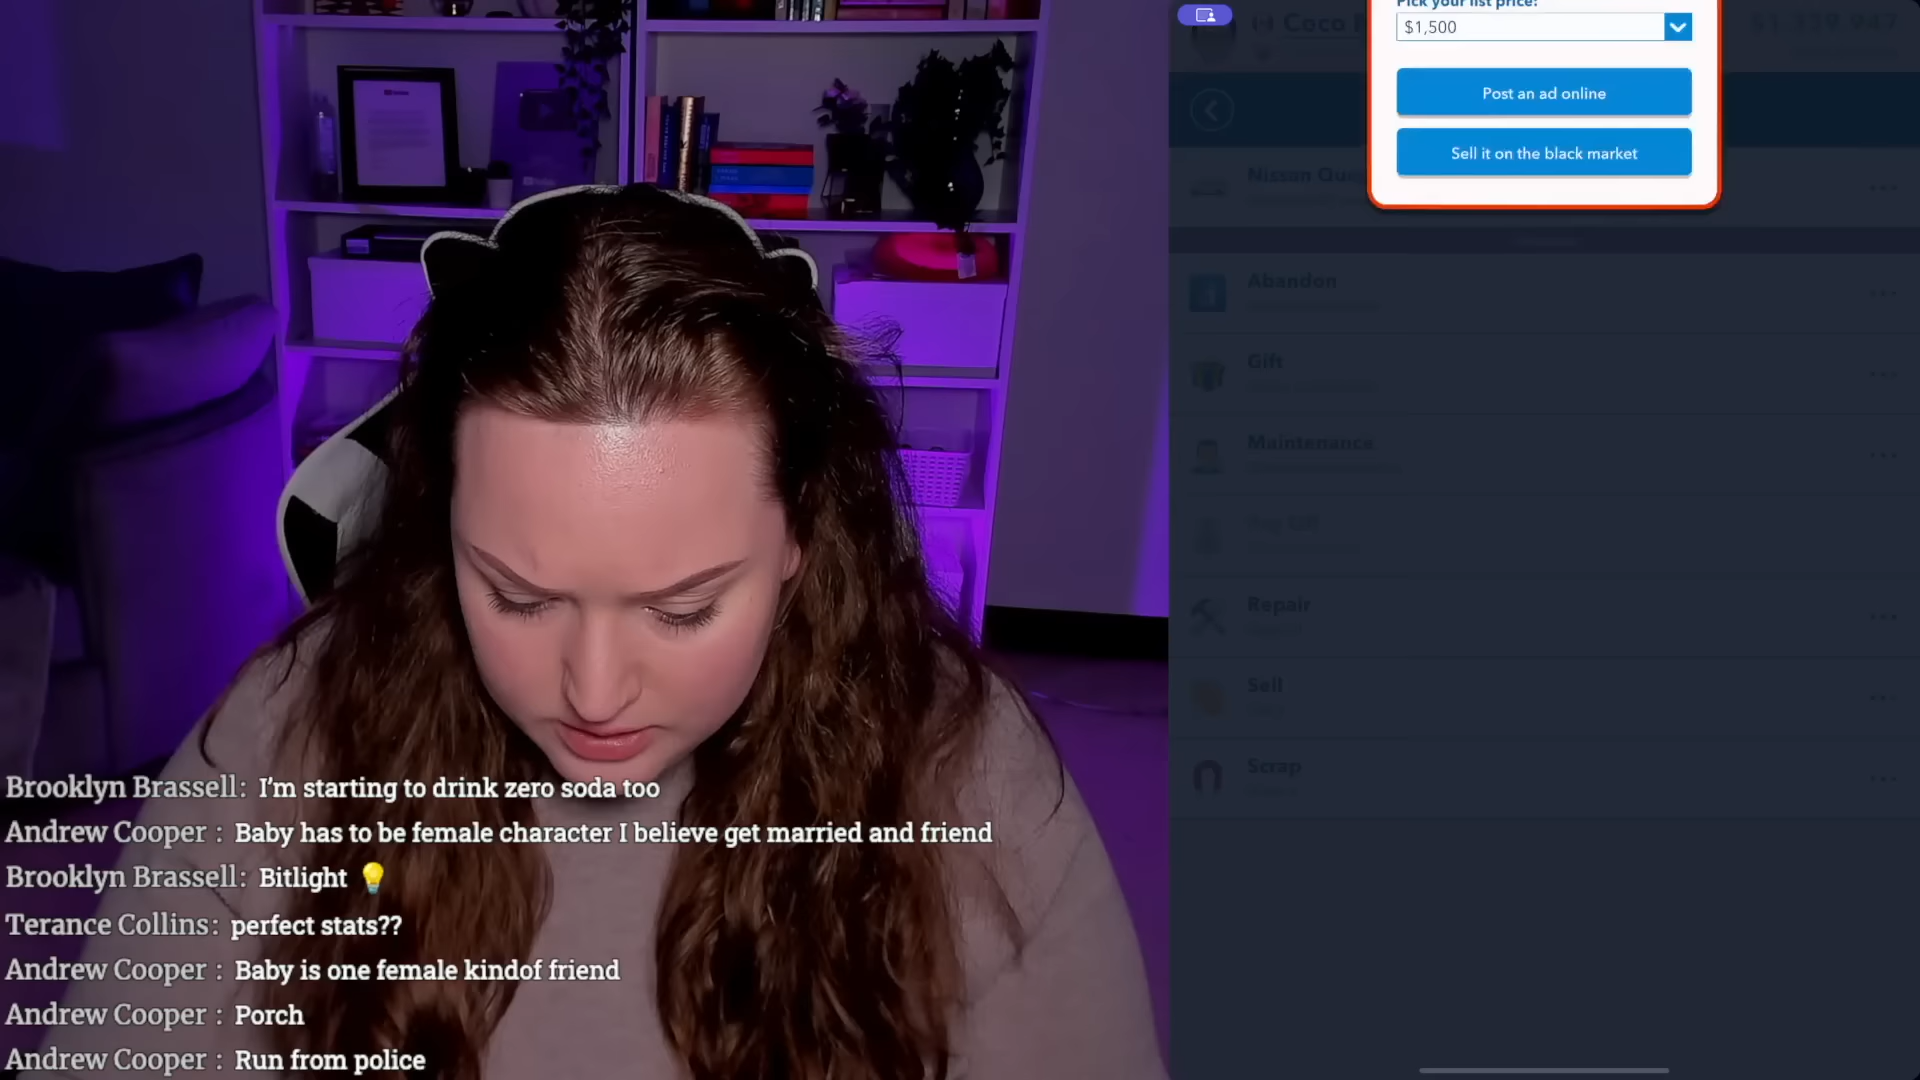 Pick your list price:
$1,500
Post an ad online
Sell it on the black market
Coco
Nissan Que
Abandon
Gift
Maintenance
Repair
Sell
Scrap
Brooklyn Brassell: I'm starting to drink zero soda too
Andrew Cooper : Baby has to be female character I believe get married and friend
Brooklyn Brassell: Bitlight 💡
Terance Collins: perfect stats??
Andrew Cooper : Baby is one female kindof friend
Andrew Cooper : Porch
Andrew Cooper : Run from police